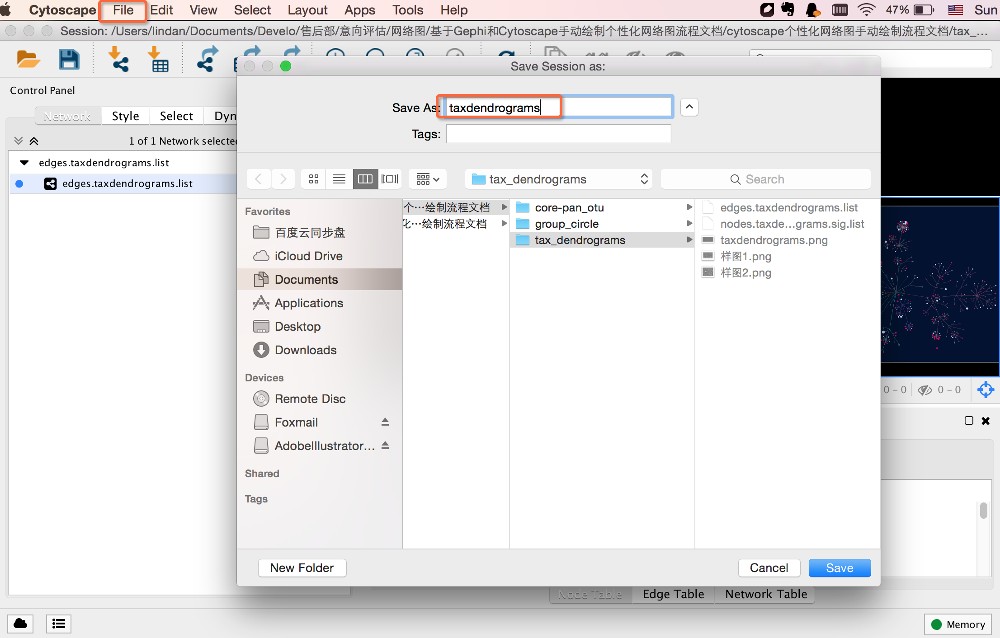 Cytoscape File Edit View Select Layout Apps Tools Help 47% Sun
Session: /Users/lindan/Documents/Develo/售后部/意向评估/网络图/基于Gephi和Cytoscape手动绘制个性化网络图流程文档/cytoscape个性化网络图手动绘制流程文档/tax_...
Save Session as:
Control Panel
Save As: taxdendrograms
Network Style Select Dyn
Tags:
1 of 1 Network selected
edges.taxdendrograms.list
edges.taxdendrograms.list
tax_dendrograms
Search
Favorites
百度云同步盘
iCloud Drive
Documents
Applications
Desktop
Downloads
Devices
Remote Disc
Foxmail
AdobeIllustrator...
Shared
Tags
个…绘制流程文档
化…绘制流程文档
core-pan_otu
group_circle
tax_dendrograms
edges.taxdendrograms.list
nodes.taxde...grams.sig.list
taxdendrograms.png
样图1.png
样图2.png
0 - 0 0 - 0
New Folder Cancel Save
Node Table Edge Table Network Table
Memory